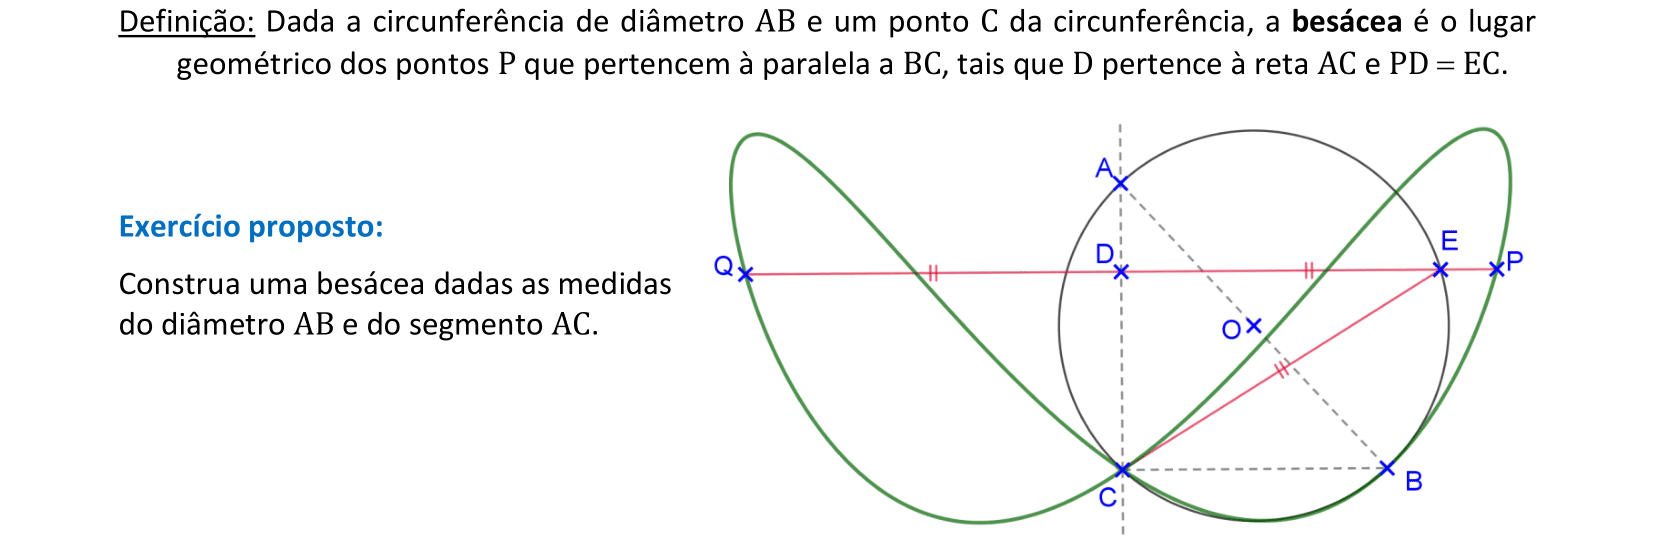 Definição: Dada a circunferência de diâmetro AB e um ponto C da circunferência, a besácea é o lugar
geométrico dos pontos P que pertencem à paralela a BC, tais que D pertence à reta AC e PD = EC.
Exercício proposto:
Construa uma besácea dadas as medidas
do diâmetro AB e do segmento AC.
A
D
E
Q
P
O
C
B